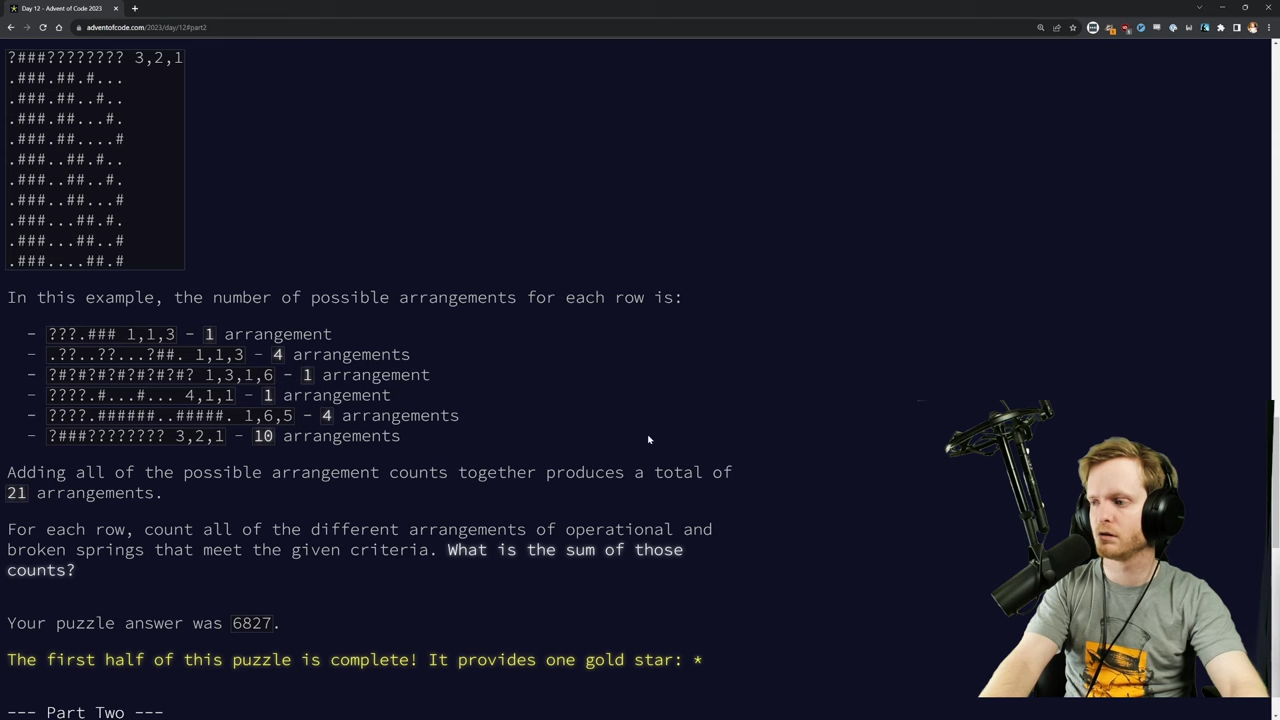 Day 12 - Advent of Code 2023
adventofcode.com/2023/day/12#part2
?###???????? 3,2,1
.###.##.#...
.###.##..#..
.###.##...#.
.###.##....#
.###..##.#..
.###..##..#.
.###..##...#
.###...##.#.
.###...##..#
.###....##.#
In this example, the number of possible arrangements for each row is:
- ???.### 1,1,3 - 1 arrangement
- .??..??...?##. 1,1,3 - 4 arrangements
- ?#?#?#?#?#?#?#? 1,3,1,6 - 1 arrangement
- ????.#...#... 4,1,1 - 1 arrangement
- ????.######..#####. 1,6,5 - 4 arrangements
- ?###???????? 3,2,1 - 10 arrangements
Adding all of the possible arrangement counts together produces a total of
21 arrangements.
For each row, count all of the different arrangements of operational and
broken springs that meet the given criteria. What is the sum of those
counts?
Your puzzle answer was 6827.
The first half of this puzzle is complete! It provides one gold star: *
--- Part Two ---